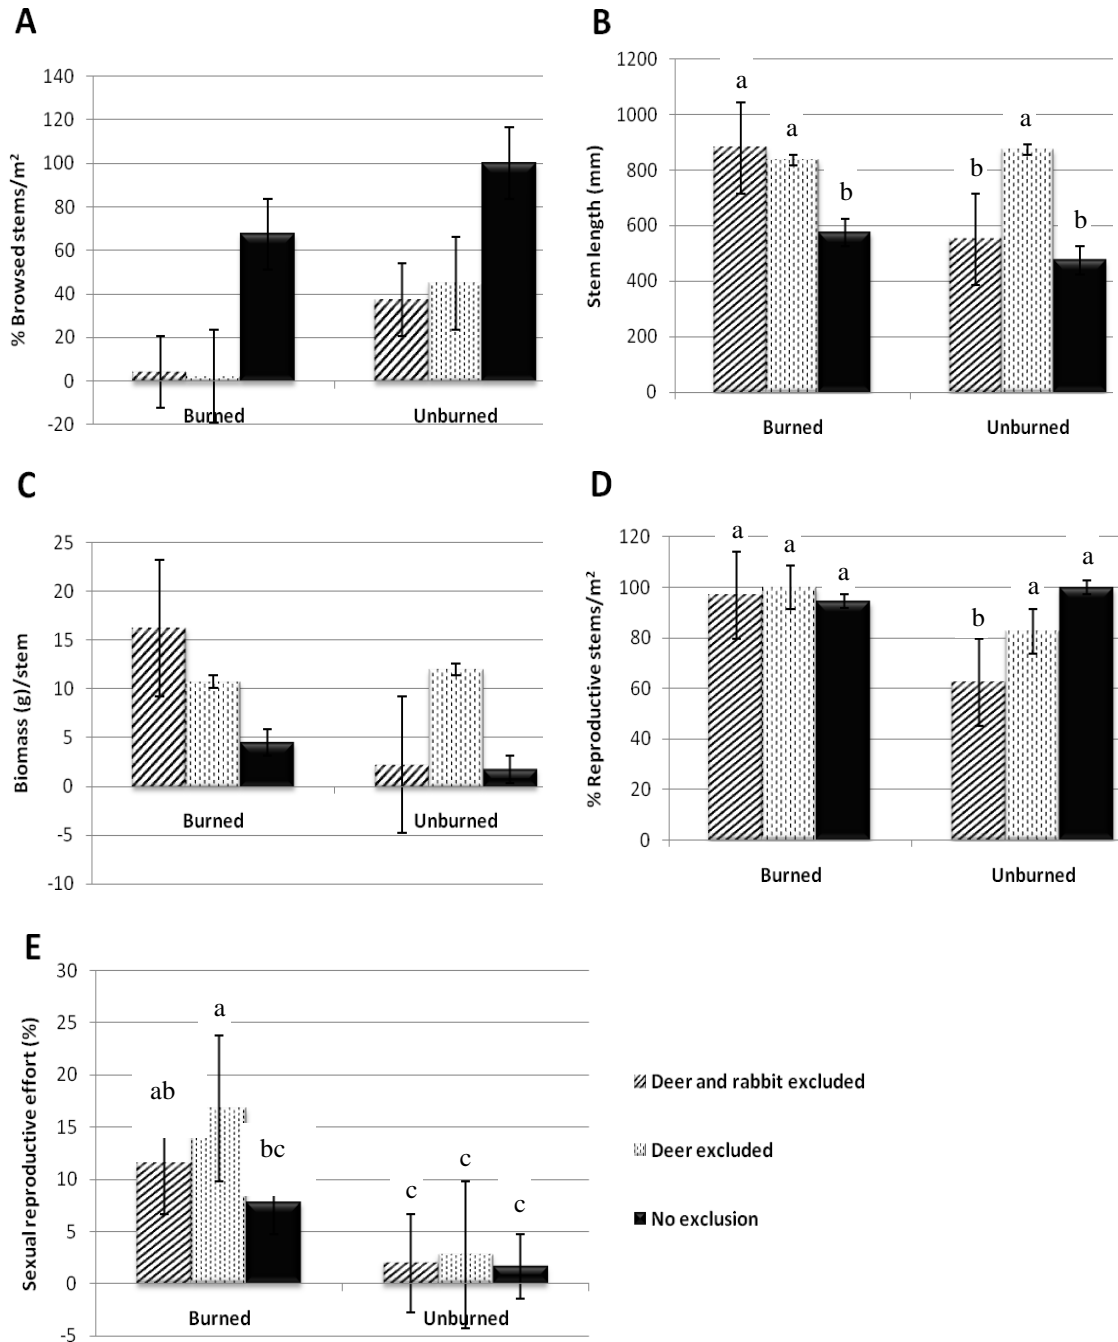 A
% Browsed stems/m²
140
120
100
80
60
40
20
0
-20
Burned
Unburned
B
Stem length (mm)
1200
1000
800
600
400
200
0
a
a
b
b
a
b
Burned
Unburned
C
Biomass (g)/stem
25
20
15
10
5
0
-5
-10
Burned
Unburned
D
% Reproductive stems/m²
120
100
80
60
40
20
0
a
a
a
b
a
a
Burned
Unburned
E
Sexual reproductive effort (%)
30
25
20
15
10
5
0
-5
ab
a
bc
c
c
c
Burned
Unburned
Deer and rabbit excluded
Deer excluded
No exclusion